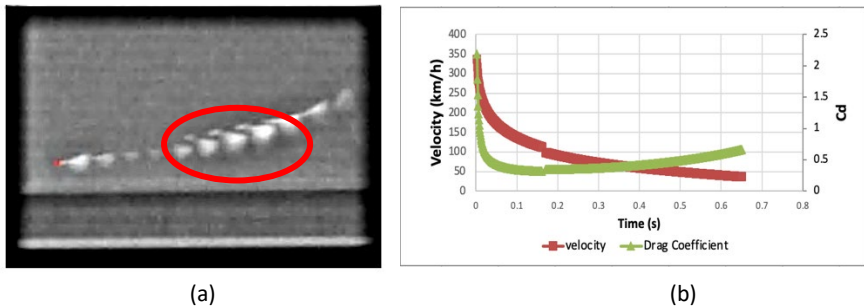 400
350
300
250
200
150
100
50
0
Velocity (km/h)
2.5
2
1.5
1
0.5
0
Cd
0 0.1 0.2 0.3 0.4 0.5 0.6 0.7 0.8
Time (s)
velocity Drag Coefficient
(a) (b)